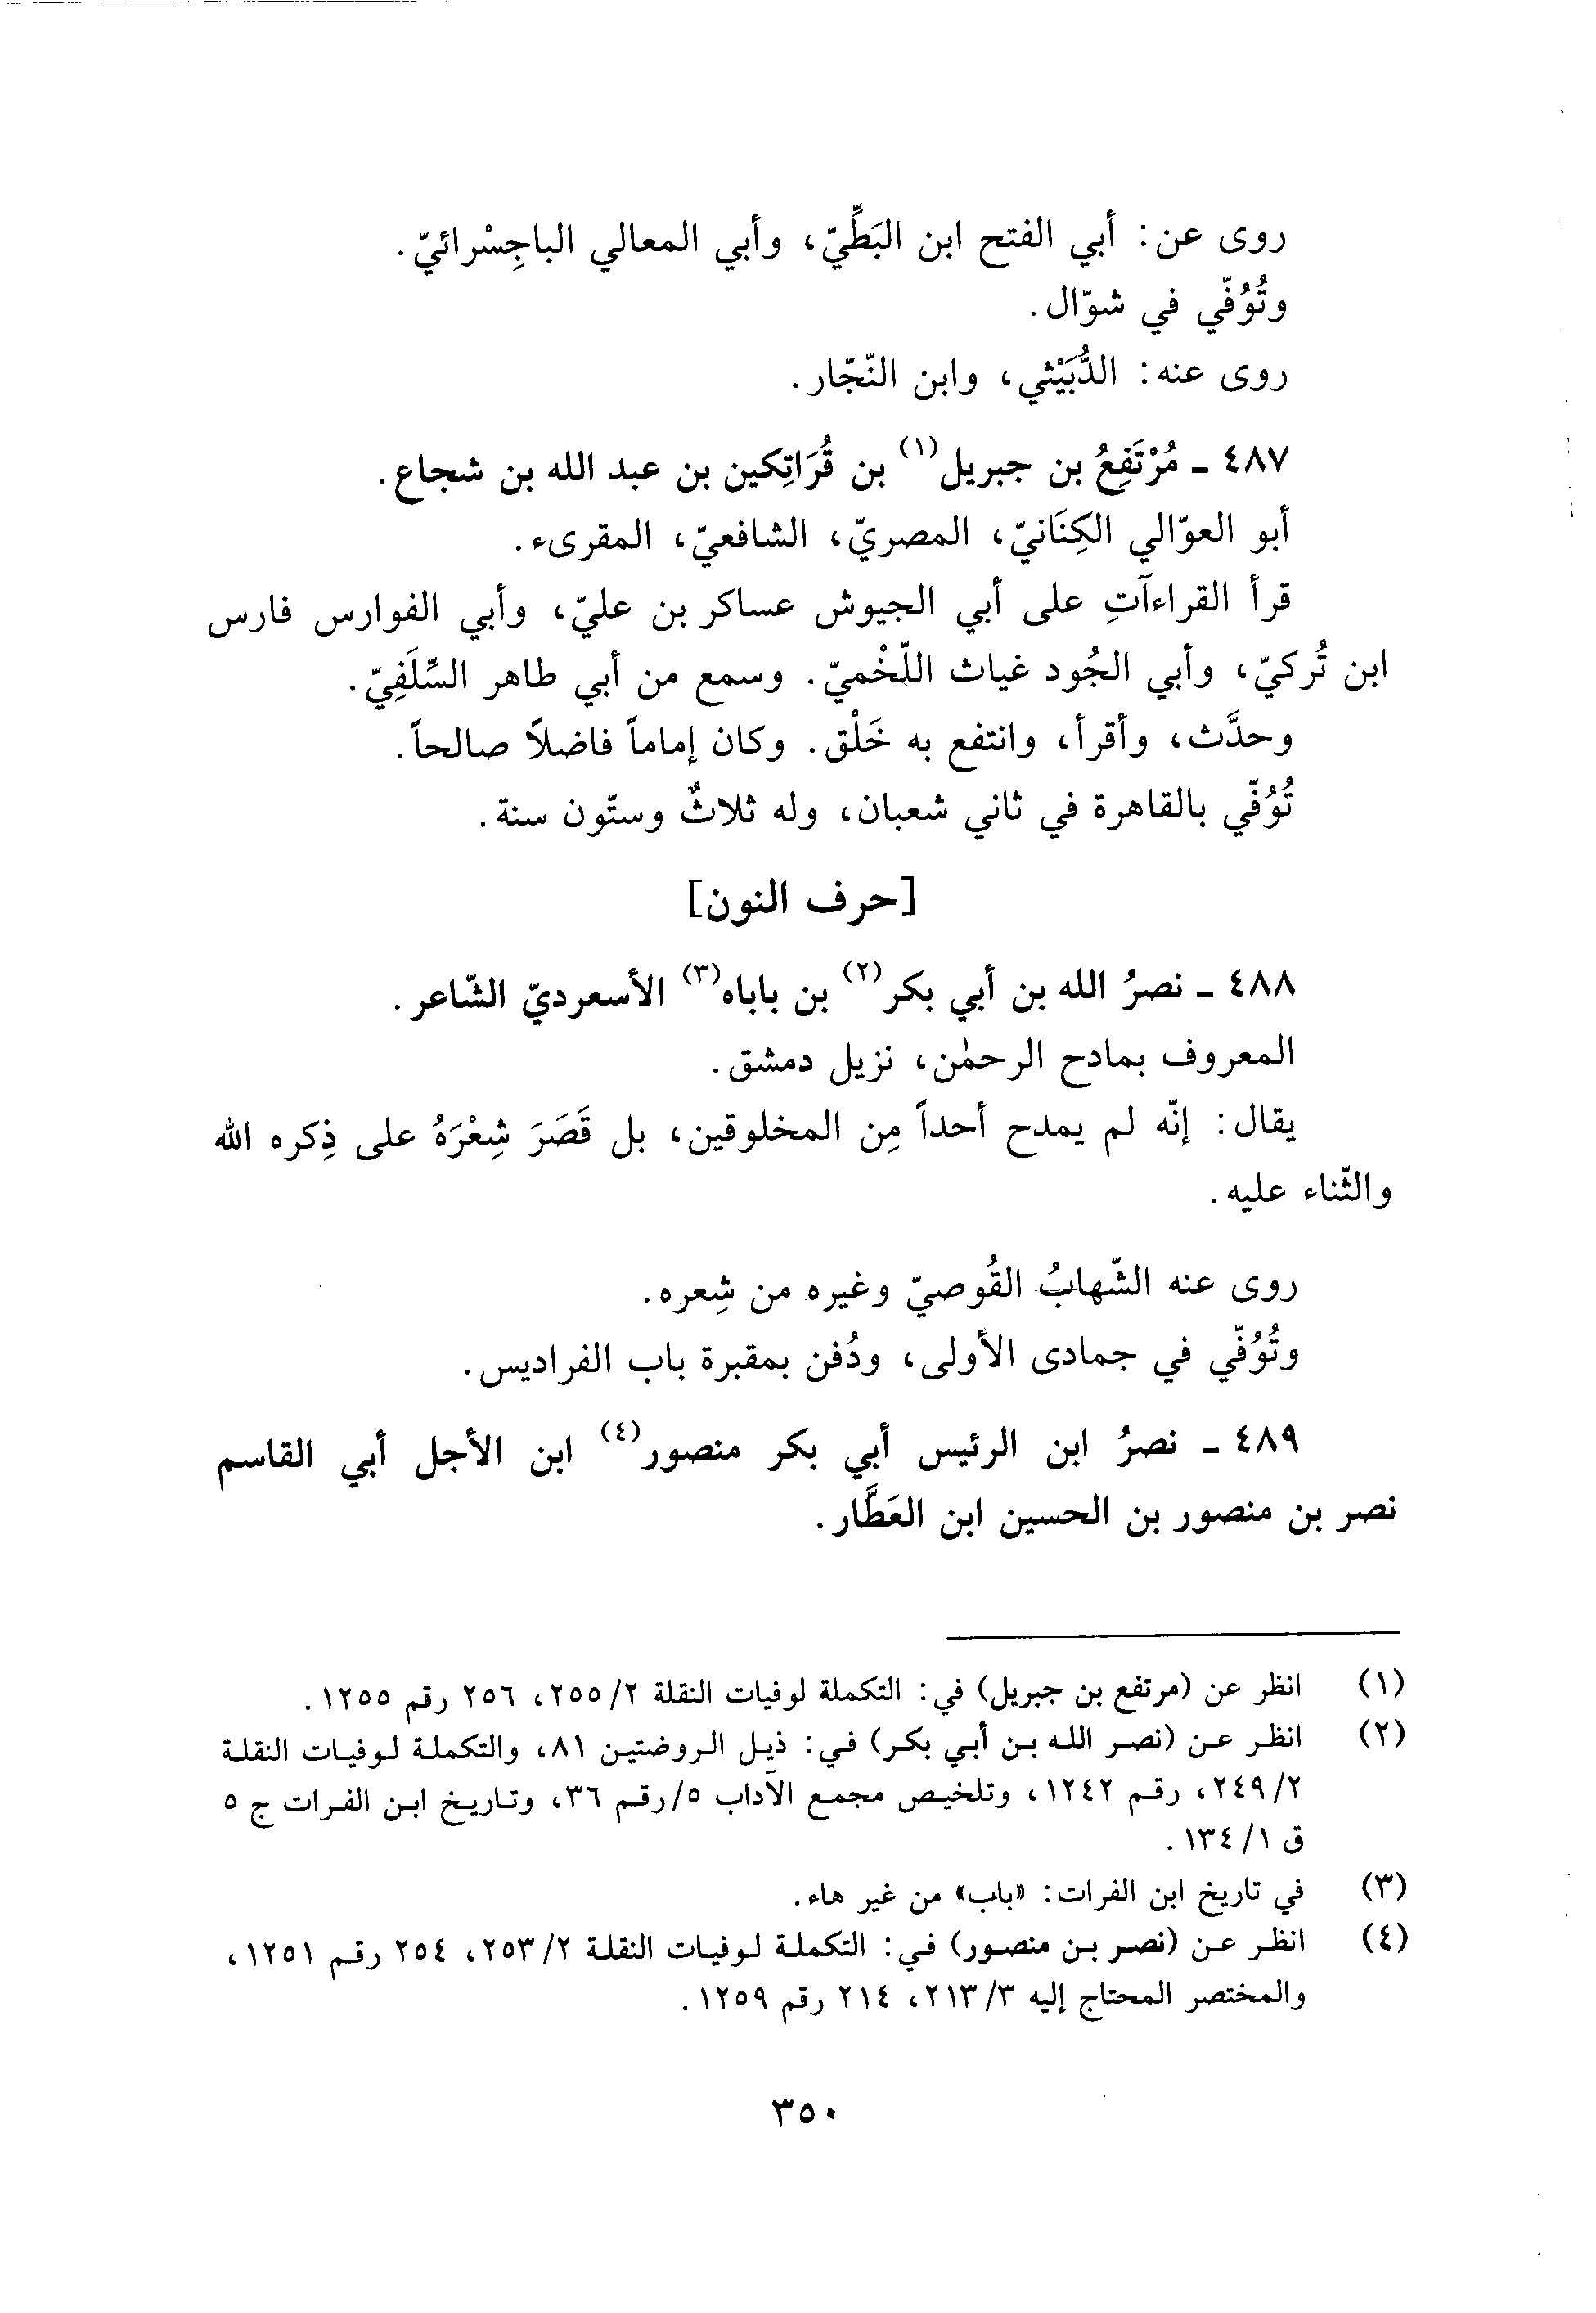 روى عن: أبي الفتح ابن البَطِّيّ، وأبي المعالي الباجِسْرائيّ.
وتُوُفّي في شوّال.
روى عنه: الدُّبَيْثي، وابن النّجّار.
٤٨٧ ـ مُرْتَفِعُ بن جبريل(١) بن قُرَاتِكين بن عبد الله بن شجاع.
أبو العوّالي الكِنَانيّ، المصريّ، الشافعيّ، المقرىء.
قرأ القراءآتِ على أبي الجيوش عساكر بن عليّ، وأبي الفوارس فارس
ابن تُركيّ، وأبي الجُود غياث اللّخْميّ. وسمع من أبي طاهر السِّلَفِيّ.
وحدَّث، وأقرأ، وانتفع به خَلْق. وكان إماماً فاضلاً صالحاً.
تُوُفّي بالقاهرة في ثاني شعبان، وله ثلاثٌ وستّون سنة.
[حرف النون]
٤٨٨ ـ نصرُ الله بن أبي بكر(٢) بن باباه(٣) الأسعرديّ الشّاعر.
المعروف بمادح الرحمٰن، نزيل دمشق.
يقال: إنّه لم يمدح أحداً مِن المخلوقين، بل قَصَرَ شِعْرَهُ على ذِكره الله
والثّناء عليه.
روى عنه الشّهابُ القُوصيّ وغيره من شِعره.
وتُوُفّي في جمادى الأولى، ودُفن بمقبرة باب الفراديس.
٤٨٩ ـ نصرُ ابن الرئيس أبي بكر منصور(٤) ابن الأجل أبي القاسم
نصر بن منصور بن الحسين ابن العَطَّار.
(١) انظر عن (مرتفع بن جبريل) في: التكملة لوفيات النقلة ٢/ ٢٥٥، ٢٥٦ رقم ١٢٥٥.
(٢) انظر عن (نصر الله بن أبي بكر) في: ذيل الروضتين ٨١، والتكملة لوفيات النقلة
٢/ ٢٤٩، رقم ١٢٤٢، وتلخيص مجمع الآداب ٥/رقم ٣٦، وتاريخ ابن الفرات ج ٥
ق ١/ ١٣٤.
(٣) في تاريخ ابن الفرات: «باب» من غير هاء.
(٤) انظر عن (نصر بن منصور) في: التكملة لوفيات النقلة ٢/ ٢٥٣، ٢٥٤ رقم ١٢٥١،
والمختصر المحتاج إليه ٣/ ٢١٣، ٢١٤ رقم ١٢٥٩.
٣٥٠